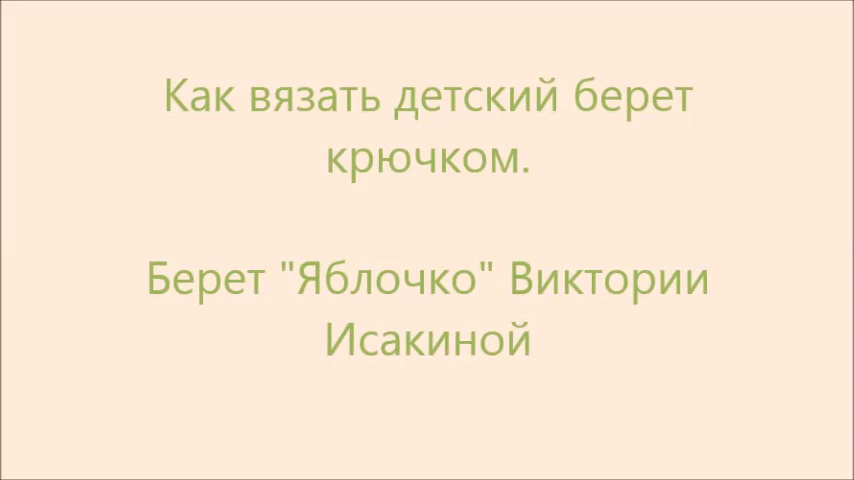 Как вязать детский берет
крючком.
Берет "Яблочко" Виктории
Исакиной